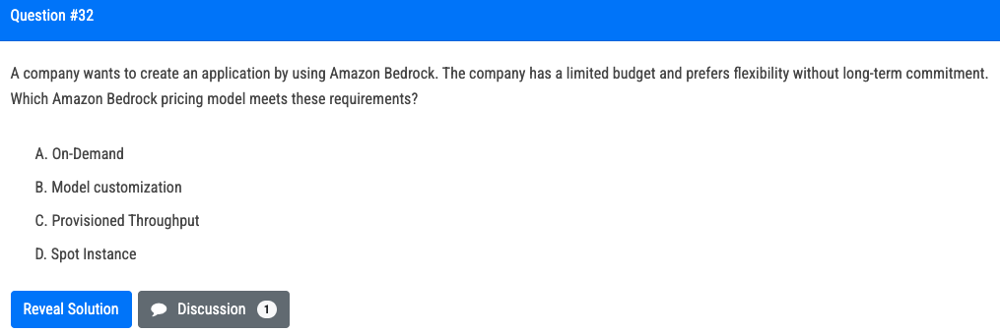 Question #32
A company wants to create an application by using Amazon Bedrock. The company has a limited budget and prefers flexibility without long-term commitment.
Which Amazon Bedrock pricing model meets these requirements?
A. On-Demand
B. Model customization
C. Provisioned Throughput
D. Spot Instance
Reveal Solution
Discussion 1